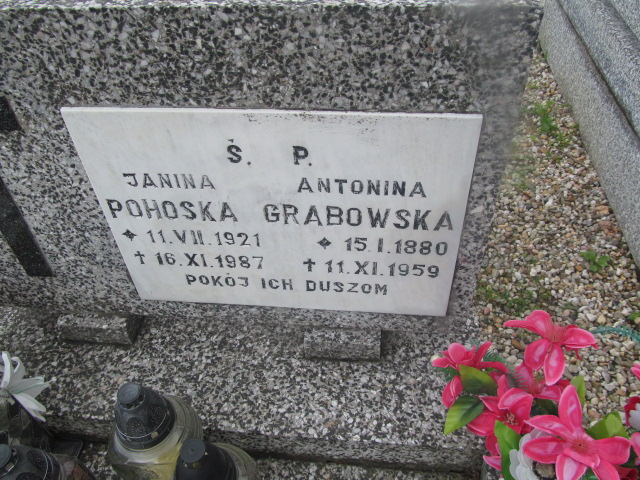 Ś. P.
JANINA ANTONINA
POHOSKA GRABOWSKA
* 11.VII.1921 * 15.I.1880
† 16.XI.1987 † 11.XI.1959
POKÓJ ICH DUSZOM